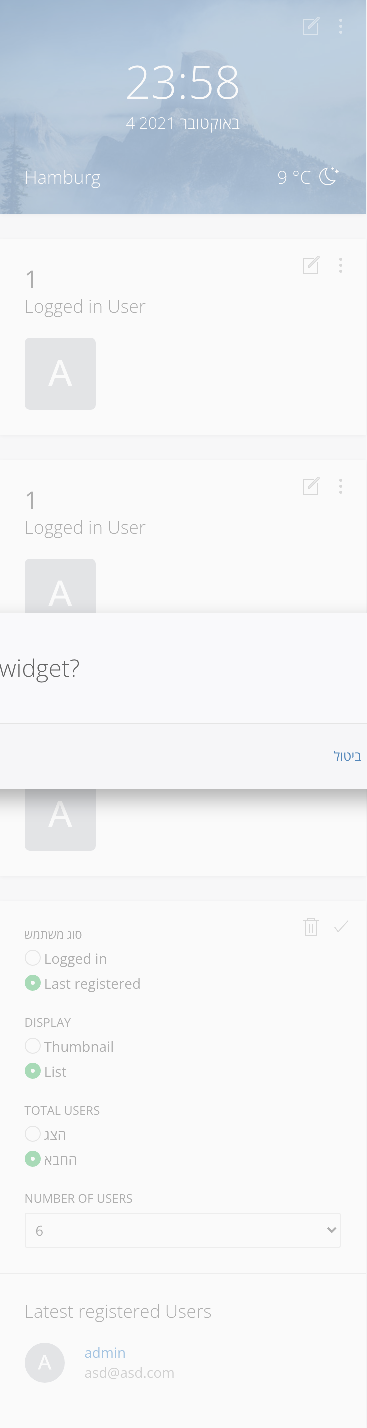 23:58
4 באוקטובר 2021
Hamburg
9 °C
1
Logged in User
A
1
Logged in User
A
widget?
ביטול
A
סוג משתמש
Logged in
Last registered
DISPLAY
Thumbnail
List
TOTAL USERS
הצג
החבא
NUMBER OF USERS
6
Latest registered Users
A
admin
asd@asd.com